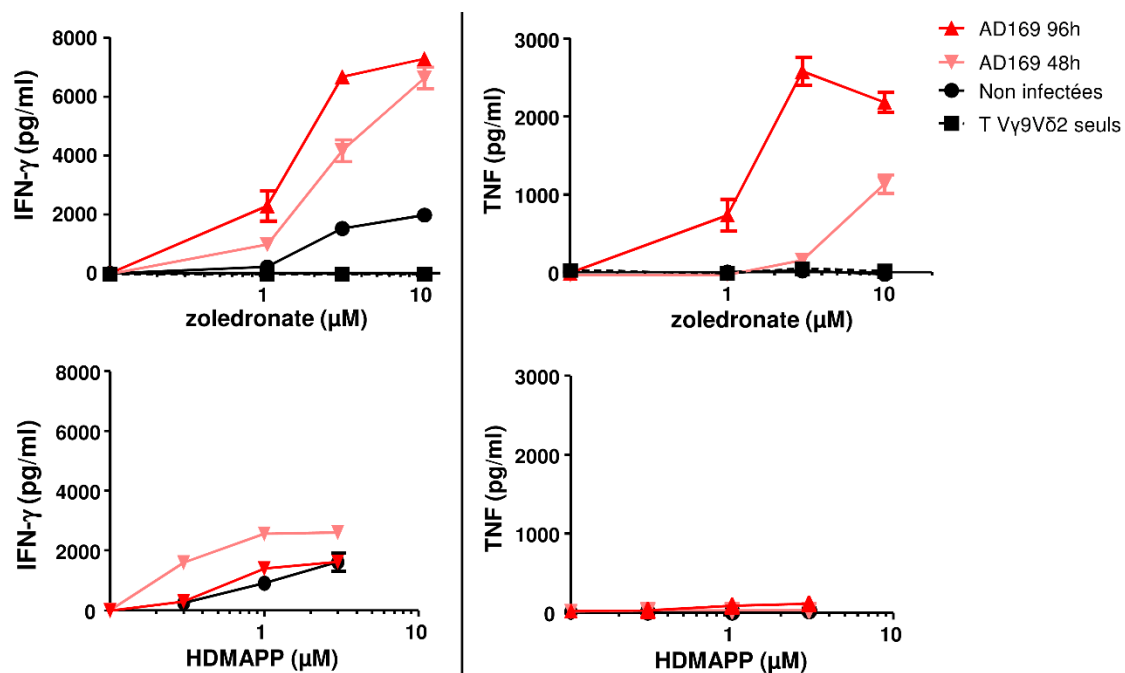 8000
6000
4000
2000
0
IFN-γ (pg/ml)
1
10
zoledronate (µM)
3000
2000
1000
0
TNF (pg/ml)
1
10
zoledronate (µM)
AD169 96h
AD169 48h
Non infectées
T Vγ9Vδ2 seuls
8000
6000
4000
2000
0
IFN-γ (pg/ml)
1
10
HDMAPP (µM)
3000
2000
1000
0
TNF (pg/ml)
1
10
HDMAPP (µM)